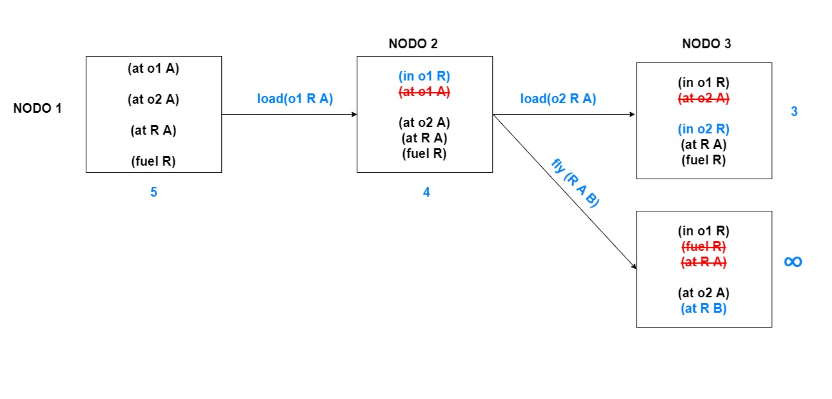 NODO 1
(at o1 A)
(at o2 A)
(at R A)
(fuel R)
5
load(o1 R A)
NODO 2
(in o1 R)
(at o1 A)
(at o2 A)
(at R A)
(fuel R)
4
load(o2 R A)
fly (R A B)
NODO 3
(in o1 R)
(at o2 A)
(in o2 R)
(at R A)
(fuel R)
3
(in o1 R)
(fuel R)
(at R A)
(at o2 A)
(at R B)
∞